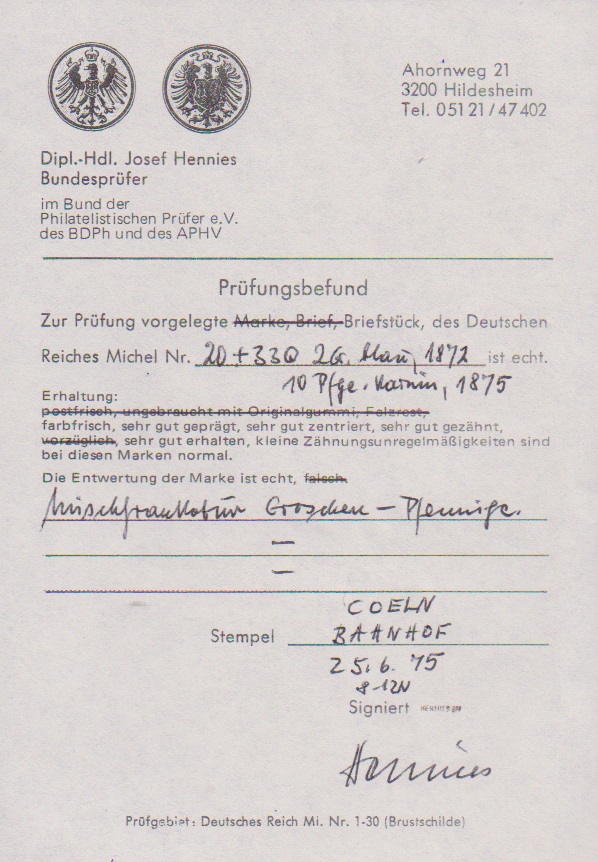 Ahornweg 21
3200 Hildesheim
Tel. 05121/47402
Dipl.-Hdl. Josef Hennies
Bundesprüfer
im Bund der
Philatelistischen Prüfer e.V.
des BDPh und des APHV
Prüfungsbefund
Zur Prüfung vorgelegte Marke, Brief, Briefstück, des Deutschen
Reiches Michel Nr. 20 + 33a 2 Gr. blau, 1872 ist echt.
10 Pfge. karmin, 1875
Erhaltung:
postfrisch, ungebraucht mit Originalgummi, Falzrest,
farbfrisch, sehr gut geprägt, sehr gut zentriert, sehr gut gezähnt,
vorzüglich, sehr gut erhalten, kleine Zähnungsunregelmäßigkeiten sind
bei diesen Marken normal.
Die Entwertung der Marke ist echt, falsch.
Mischfrankatur Groschen – Pfennige.
—
—
COELN
Stempel BAHNHOF
25.6.75
8-12N
Signiert HENNIES BPP
Hennies
Prüfgebiet: Deutsches Reich Mi. Nr. 1-30 (Brustschilde)